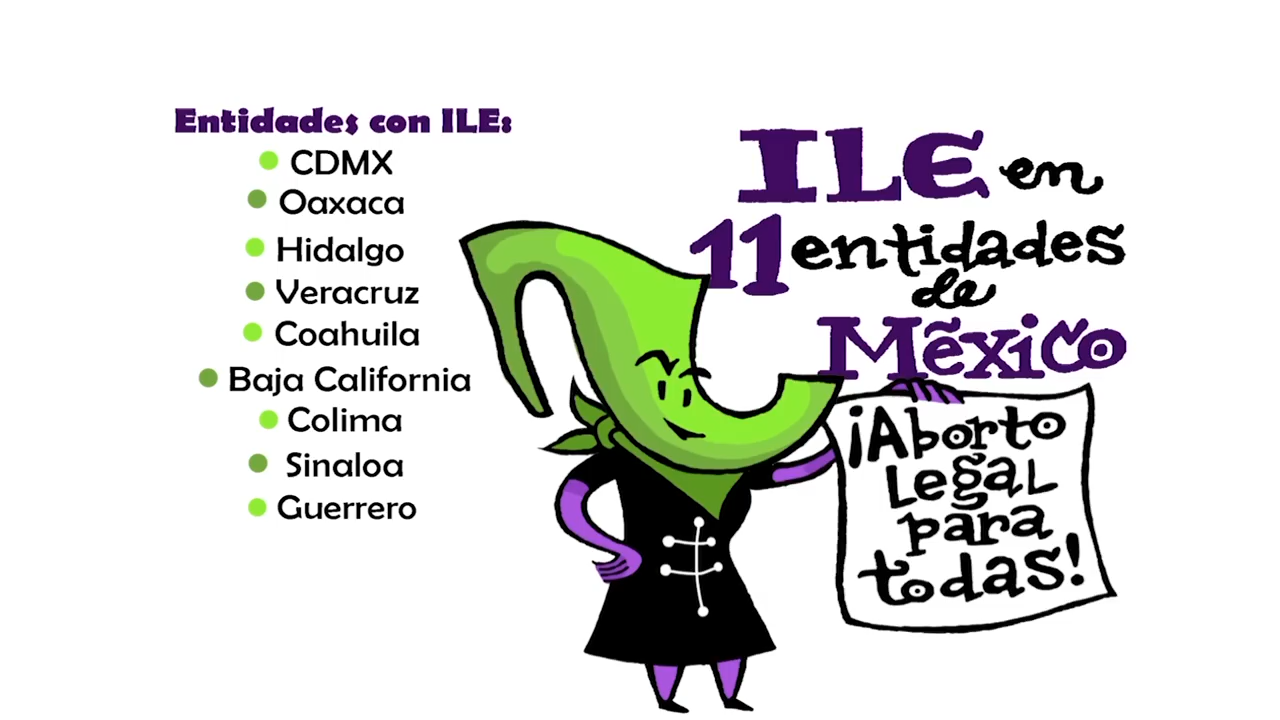 Entidades con ILE:
CDMX
Oaxaca
Hidalgo
Veracruz
Coahuila
Baja California
Colima
Sinaloa
Guerrero
ILE en
11 entidades
de
México
¡Aborto
Legal
para
todas!